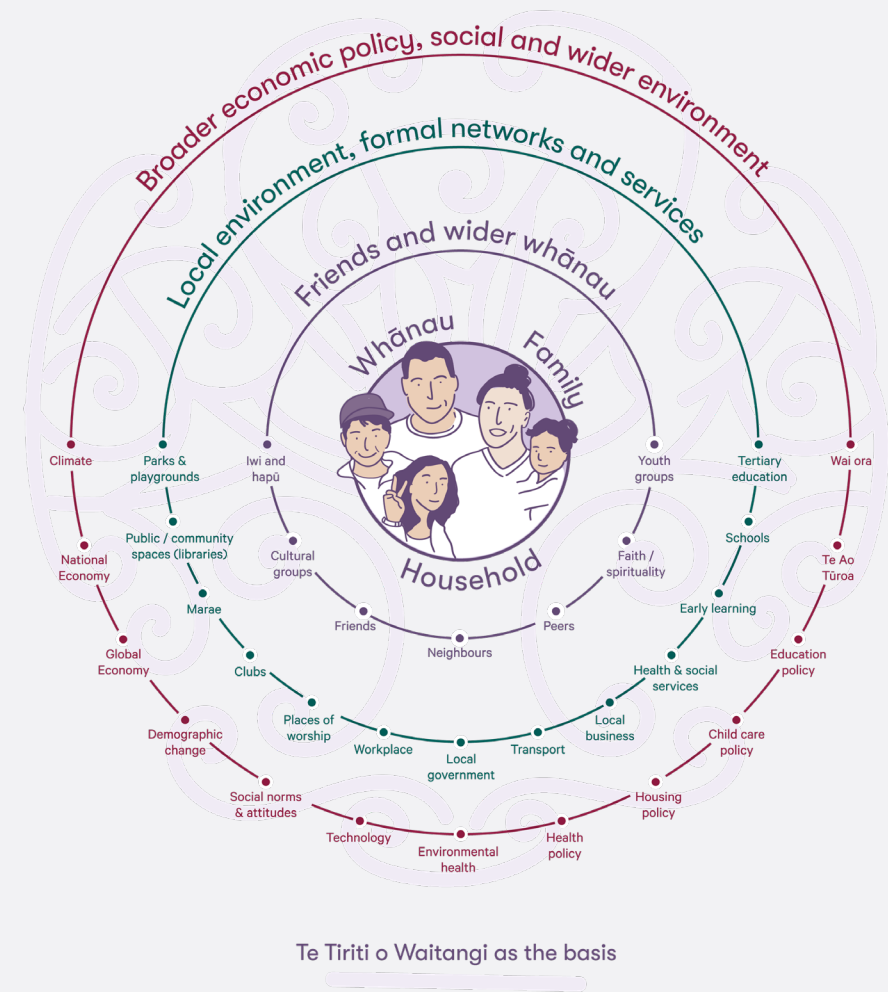 Broader economic policy, social and wider environment
Local environment, formal networks and services
Friends and wider whānau
Whānau
Family
Household
Climate
Parks &
playgrounds
Iwi and
hapū
Youth
groups
Tertiary
education
Wai ora
Public / community
spaces (libraries)
Schools
National
Economy
Cultural
groups
Faith /
spirituality
Te Ao
Tūroa
Marae
Early learning
Friends
Peers
Neighbours
Global
Economy
Clubs
Health & social
services
Education
policy
Places of
worship
Local
business
Demographic
change
Workplace
Local
government
Transport
Child care
policy
Social norms
& attitudes
Housing
policy
Technology
Environmental
health
Health
policy
Te Tiriti o Waitangi as the basis